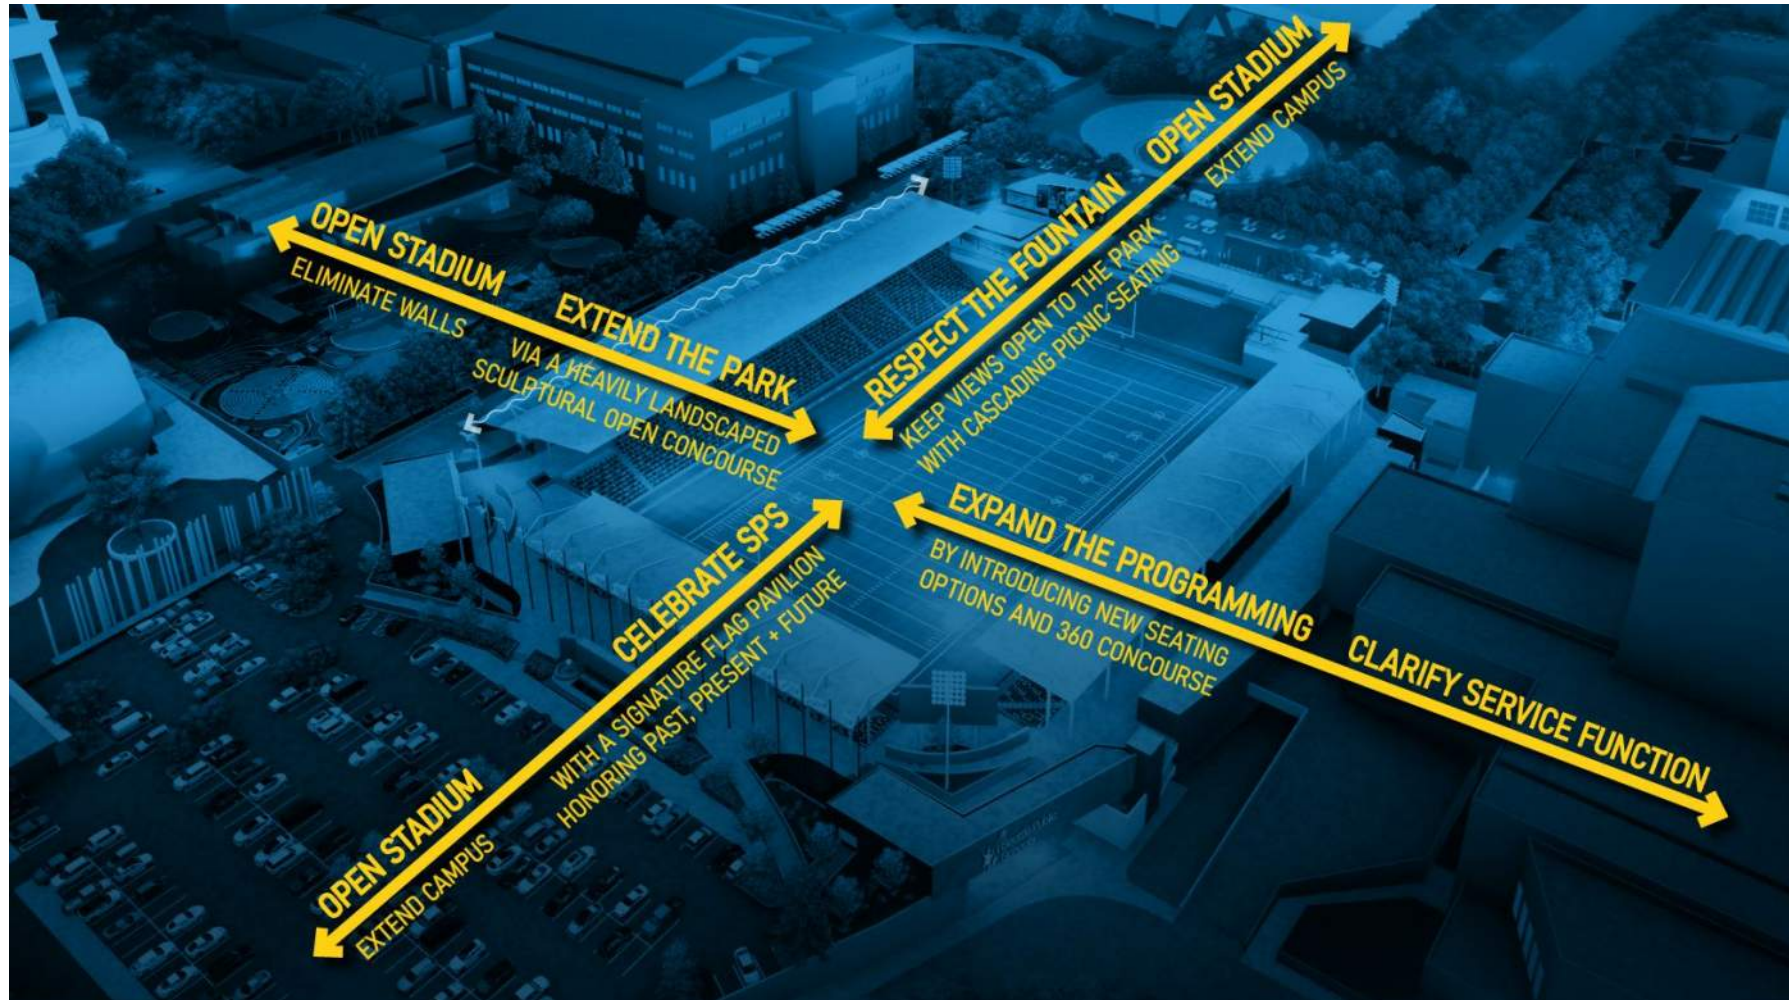 OPEN STADIUM
ELIMINATE WALLS
EXTEND THE PARK
VIA A HEAVILY LANDSCAPED
SCULPTURAL OPEN CONCOURSE
OPEN STADIUM
EXTEND CAMPUS
RESPECT THE FOUNTAIN
KEEP VIEWS OPEN TO THE PARK
WITH CASCADING PICNIC SEATING
CELEBRATE SPS
WITH A SIGNATURE FLAG PAVILION
HONORING PAST, PRESENT + FUTURE
OPEN STADIUM
EXTEND CAMPUS
EXPAND THE PROGRAMMING
BY INTRODUCING NEW SEATING
OPTIONS AND 360 CONCOURSE
CLARIFY SERVICE FUNCTION